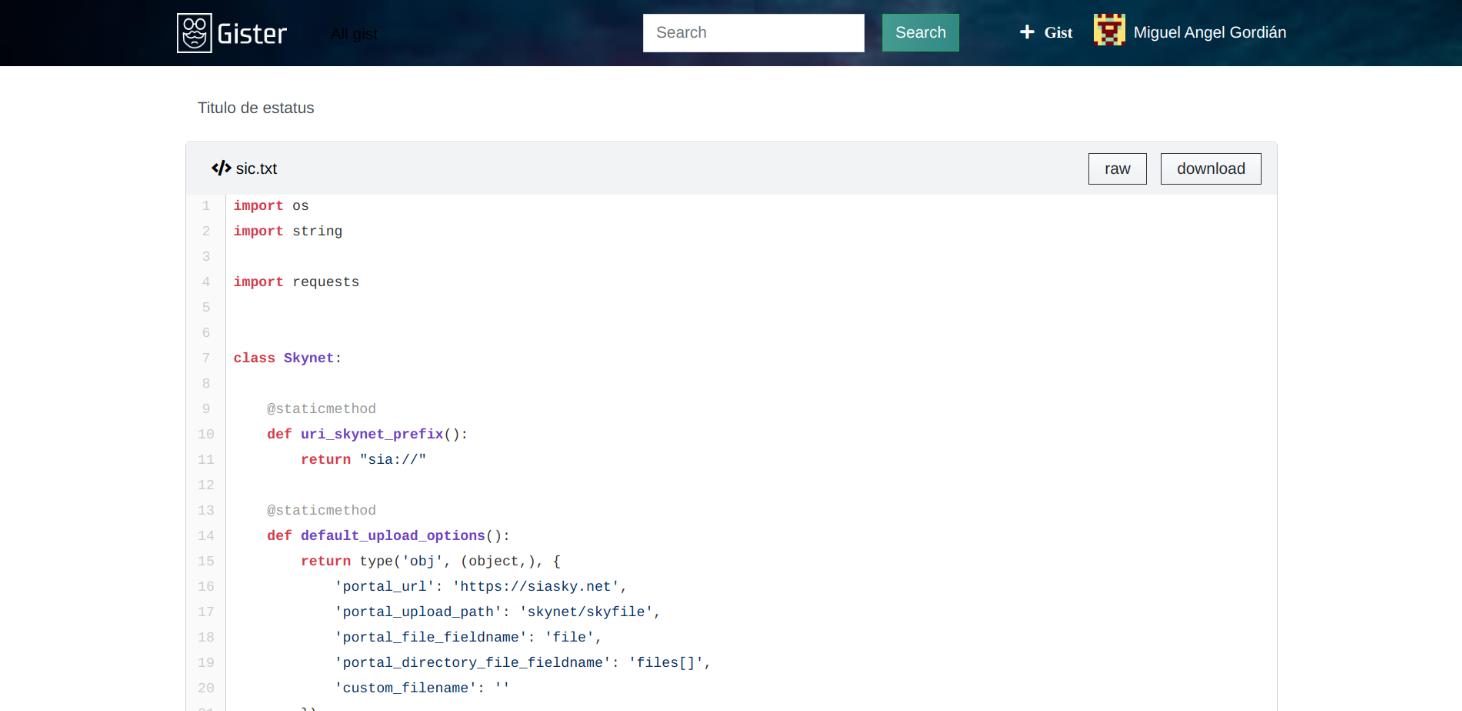 Gister All gist Search Search + Gist Miguel Angel Gordián
Titulo de estatus
</> sic.txt raw download
1 import os
2 import string
3
4 import requests
5
6
7 class Skynet:
8
9     @staticmethod
10     def uri_skynet_prefix():
11         return "sia://"
12
13     @staticmethod
14     def default_upload_options():
15         return type('obj', (object,), {
16             'portal_url': 'https://siasky.net',
17             'portal_upload_path': 'skynet/skyfile',
18             'portal_file_fieldname': 'file',
19             'portal_directory_file_fieldname': 'files[]',
20             'custom_filename': ''